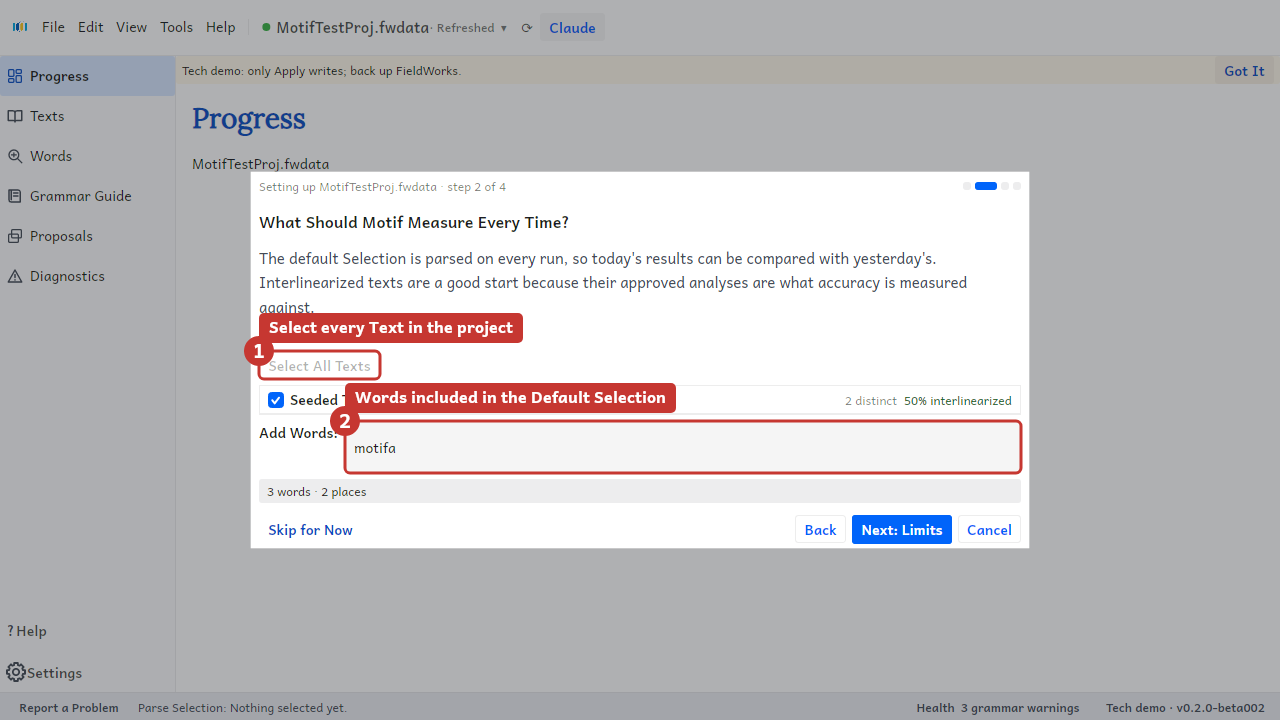 File Edit View Tools Help
MotifTestProj.fwdata · Refreshed ▾ ⟳ Claude
Progress
Texts
Words
Grammar Guide
Proposals
Diagnostics
? Help
Settings
Tech demo: only Apply writes; back up FieldWorks. Got It
Progress
MotifTestProj.fwdata
Setting up MotifTestProj.fwdata · step 2 of 4
What Should Motif Measure Every Time?
The default Selection is parsed on every run, so today's results can be compared with yesterday's.
Interlinearized texts are a good start because their approved analyses are what accuracy is measured
against.
Select every Text in the project
1
Select All Texts
Words included in the Default Selection
Seeded 2 distinct 50% interlinearized
2
Add Words:
motifa
3 words · 2 places
Skip for Now Back Next: Limits Cancel
Report a Problem Parse Selection: Nothing selected yet. Health 3 grammar warnings Tech demo · v0.2.0-beta002